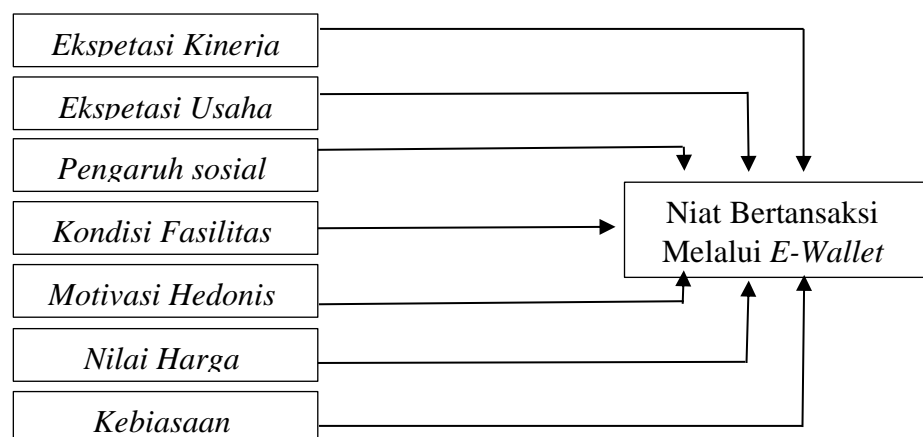 Ekspetasi Kinerja
Ekspetasi Usaha
Pengaruh sosial
Kondisi Fasilitas
Motivasi Hedonis
Nilai Harga
Kebiasaan
Niat Bertansaksi
Melalui E-Wallet